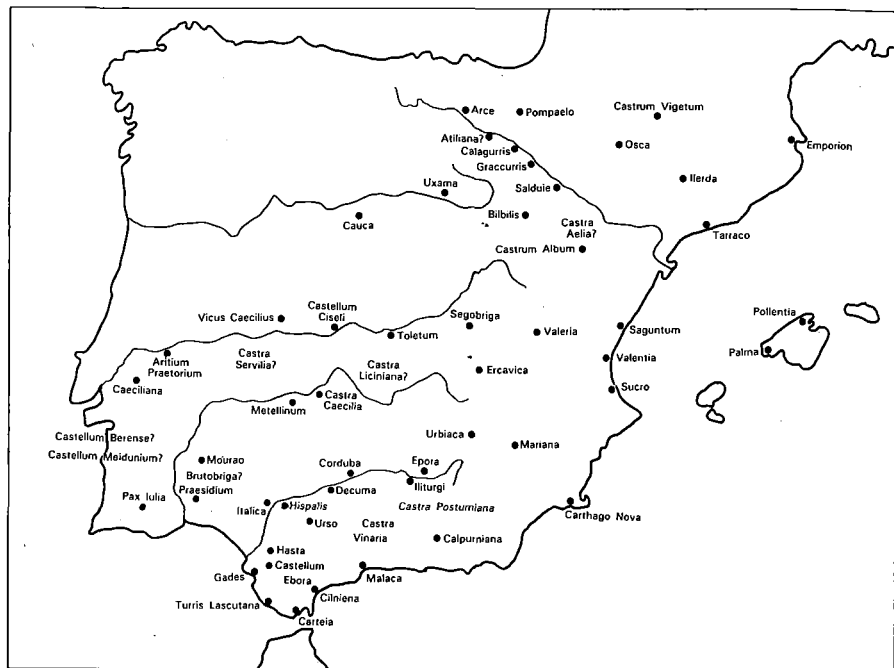 Arce
Pompaelo
Castrum Vigetum
Atiliana?
Calagurris
Osca
Emporion
Graccurris
Ilerda
Uxama
Salduie
Bilbilis
Cauca
Castra
Aelia?
Tarraco
Castrum Album
Vicus Caecilius
Castellum
Ciseli
Segobriga
Toletum
Valeria
Saguntum
Pollentia
Palma
Valentia
Aritium
Praetorium
Castra
Servilia?
Castra
Liciniana?
Ercavica
Caeciliana
Sucro
Metellinum
Castra
Caecilia
Castellum Berense?
Urbiaca
Mariana
Castellum Meidunium?
Mourao
Brutobriga?
Praesidium
Corduba
Epora
Iliturgi
Decuma
Pax Iulia
Italica
Hispalis
Castra Postumiana
Carthago Nova
Urso
Castra
Vinaria
Calpurniana
Hasta
Castellum
Gades
Malaca
Ebora
Cilniena
Turris Lascutana
Carteia